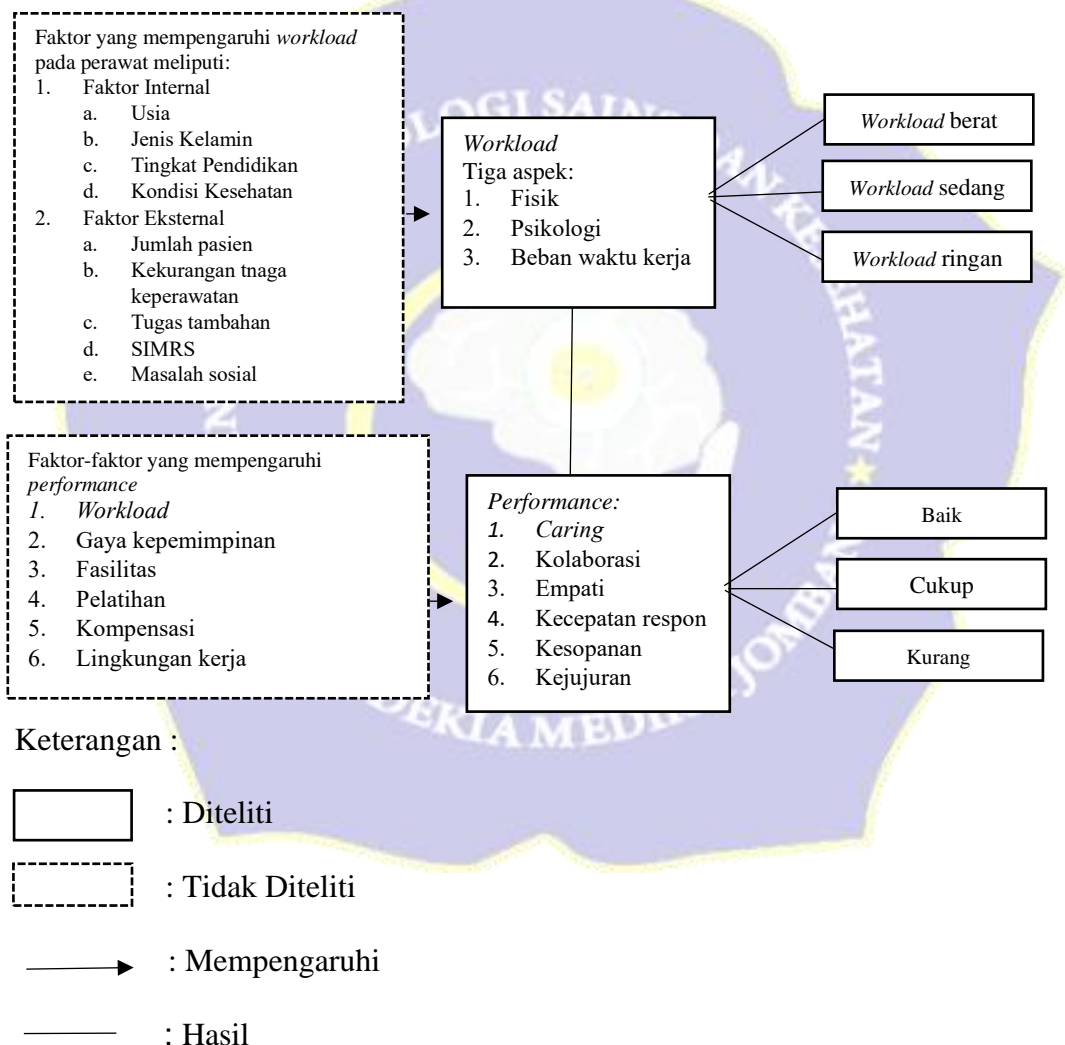 Faktor yang mempengaruhi workload
pada perawat meliputi:
1. Faktor Internal
a. Usia
b. Jenis Kelamin
c. Tingkat Pendidikan
d. Kondisi Kesehatan
2. Faktor Eksternal
a. Jumlah pasien
b. Kekurangan tnaga
keperawatan
c. Tugas tambahan
d. SIMRS
e. Masalah sosial
Workload
Tiga aspek:
1. Fisik
2. Psikologi
3. Beban waktu kerja
Workload berat
Workload sedang
Workload ringan
Faktor-faktor yang mempengaruhi
performance
1. Workload
2. Gaya kepemimpinan
3. Fasilitas
4. Pelatihan
5. Kompensasi
6. Lingkungan kerja
Performance:
1. Caring
2. Kolaborasi
3. Empati
4. Kecepatan respon
5. Kesopanan
6. Kejujuran
Baik
Cukup
Kurang
Keterangan :
: Diteliti
: Tidak Diteliti
: Mempengaruhi
: Hasil